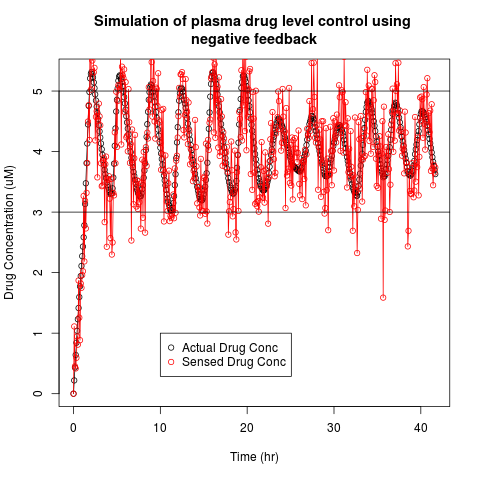 Simulation of plasma drug level control using
negative feedback
Drug Concentration (uM)
5
4
3
2
1
0
Actual Drug Conc
Sensed Drug Conc
0 10 20 30 40
Time (hr)